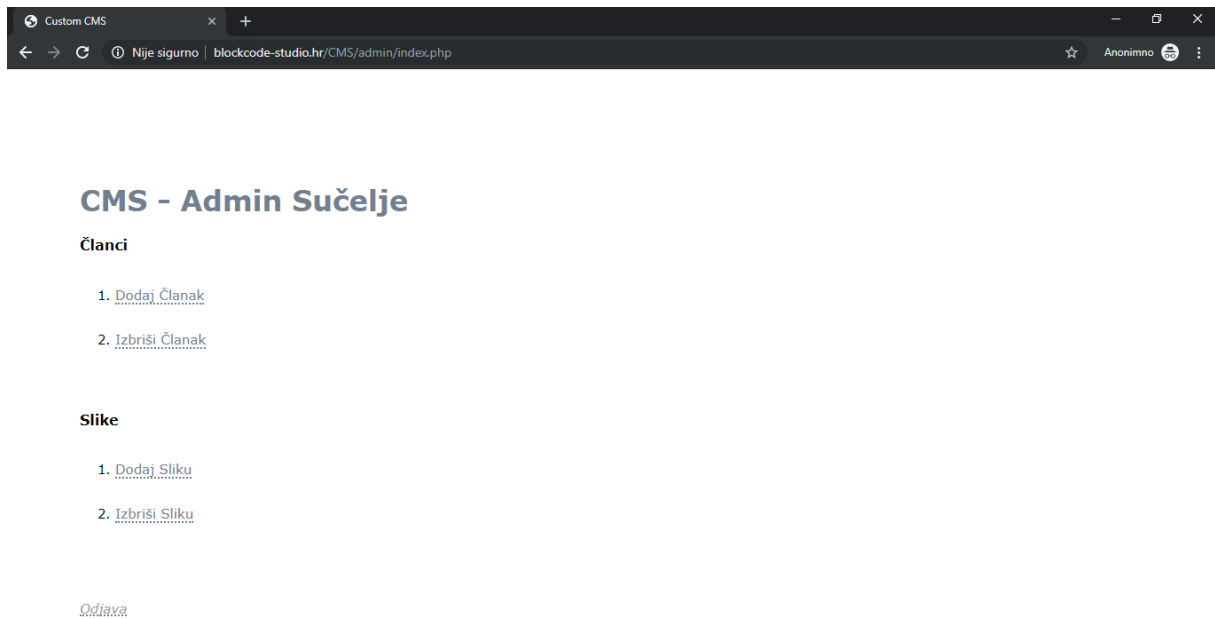 Custom CMS
Nije sigurno | blockcode-studio.hr/CMS/admin/index.php
Anonimno
CMS - Admin Sučelje
Članci
1. Dodaj Članak
2. Izbriši Članak
Slike
1. Dodaj Sliku
2. Izbriši Sliku
Odjava